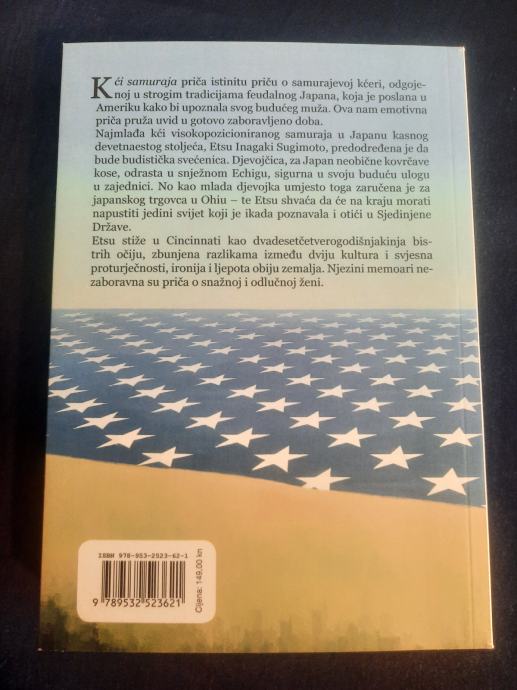 Kći samuraja priča istinitu priču o samurajevoj kćeri, odgoje-
noj u strogim tradicijama feudalnog Japana, koja je poslana u
Ameriku kako bi upoznala svog budućeg muža. Ova nam emotivna
priča pruža uvid u gotovo zaboravljeno doba.
Najmlađa kći visokopozicioniranog samuraja u Japanu kasnog
devetnaestog stoljeća, Etsu Inagaki Sugimoto, predodređena je da
bude budistička svećenica. Djevojčica, za Japan neobične kovrčave
kose, odrasta u snježnom Echigu, sigurna u svoju buduću ulogu
u zajednici. No kao mlada djevojka umjesto toga zaručena je za
japanskog trgovca u Ohiu – te Etsu shvaća da će na kraju morati
napustiti jedini svijet koji je ikada poznavala i otići u Sjedinjene
Države.
Etsu stiže u Cincinnati kao dvadesetčetverogodišnjakinja bis-
trih očiju, zbunjena razlikama između dviju kultura i svjesna
proturječnosti, ironija i ljepota obiju zemalja. Njezini memoari ne-
zaboravna su priča o snažnoj i odlučnoj ženi.
ISBN 978-953-2523-62-1
9 789532 523621
Cijena: 149,00 kn